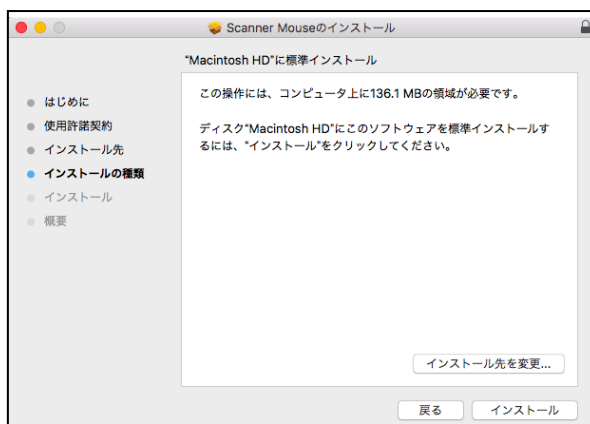 Scanner Mouseのインストール
"Macintosh HD"に標準インストール
はじめに
使用許諾契約
インストール先
インストールの種類
インストール
概要
この操作には、コンピュータ上に136.1 MBの領域が必要です。
ディスク"Macintosh HD"にこのソフトウェアを標準インストールす
るには、"インストール"をクリックしてください。
インストール先を変更...
戻る
インストール